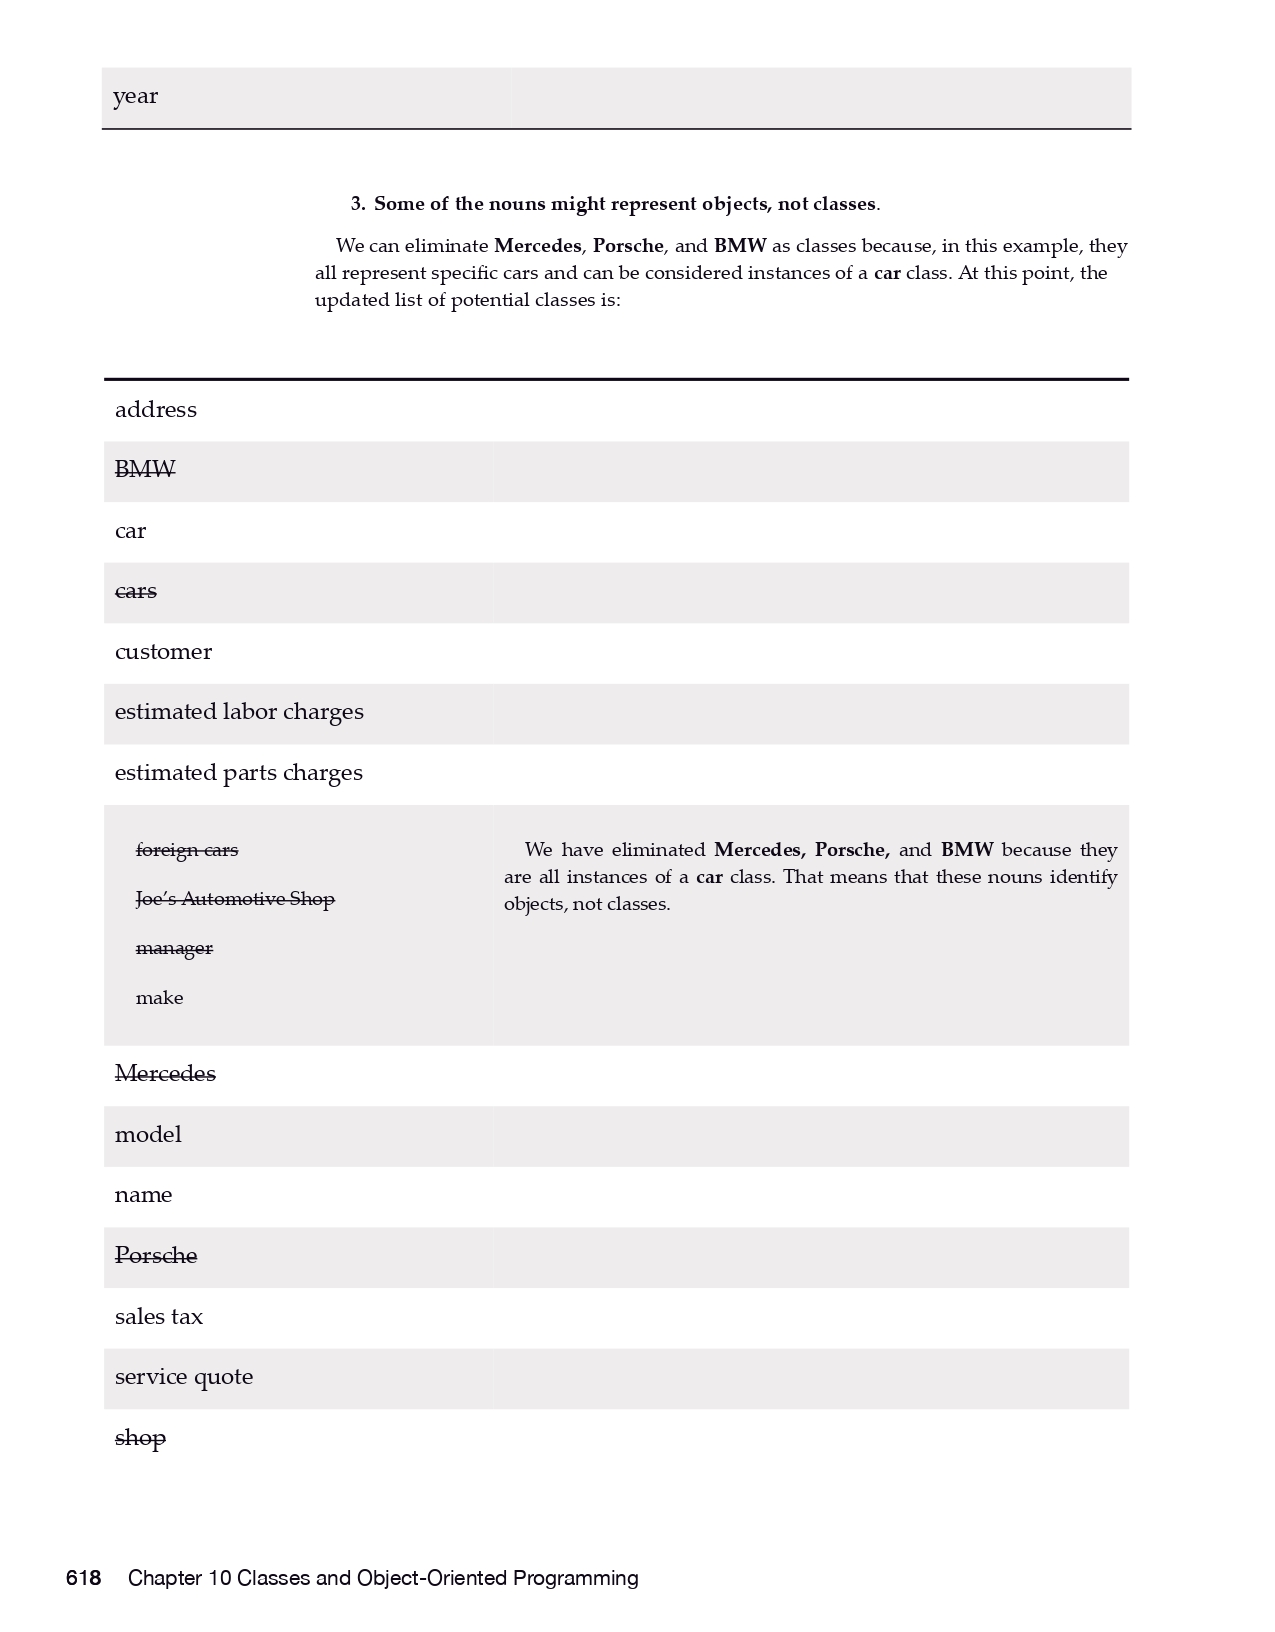 year
3. Some of the nouns might represent objects, not classes.
We can eliminate Mercedes, Porsche, and BMW as classes because, in this example, they
all represent specific cars and can be considered instances of a car class. At this point, the
updated list of potential classes is:
address
BMW
car
cars
customer
estimated labor charges
estimated parts charges
foreign cars
Joe’s Automotive Shop
manager
make
We have eliminated Mercedes, Porsche, and BMW because they
are all instances of a car class. That means that these nouns identify
objects, not classes.
Mercedes
model
name
Porsche
sales tax
service quote
shop
618 Chapter 10 Classes and Object-Oriented Programming